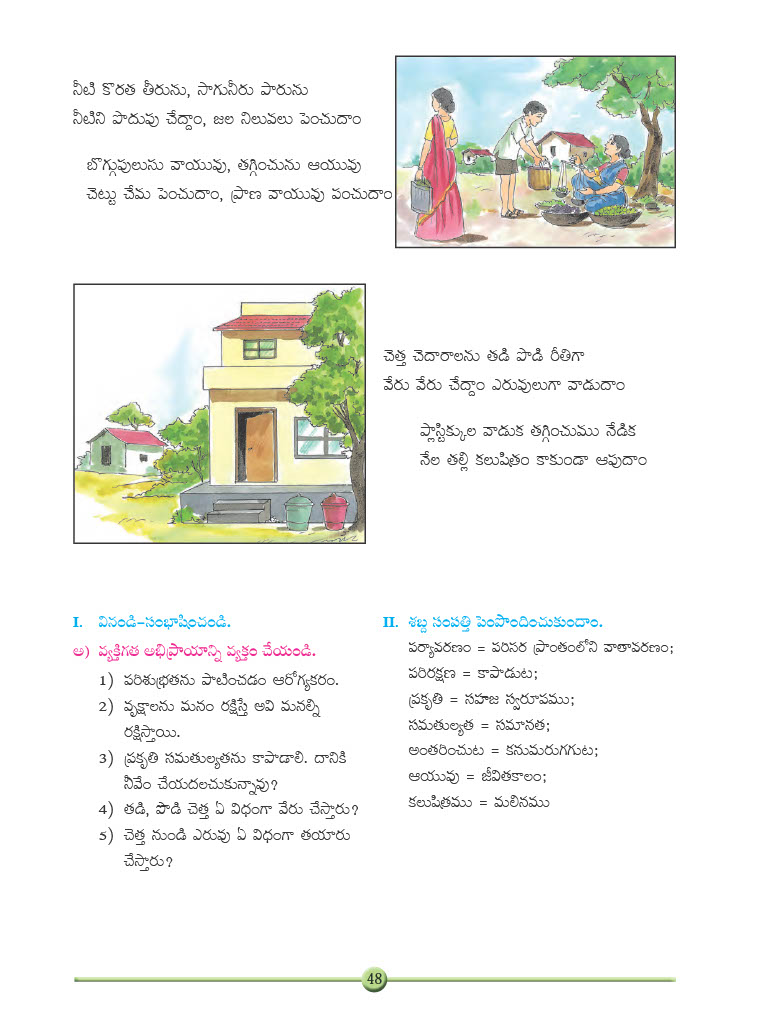 నీటి కొరత తీరును, సాగునీరు పారును
నీటిని పొదుపు చేద్దాం, జల నిలువలు పెంచుదాం
బొగ్గుపులుసు వాయువు, తగ్గించును ఆయువు
చెట్టు చేమ పెంచుదాం, ప్రాణ వాయువు పంచుదాం
చెత్త చెదారాలను తడి పొడి రీతిగా
వేరు వేరు చేద్దాం ఎరువులుగా వాడుదాం
ప్లాస్టిక్కుల వాడుక తగ్గించుము నేడిక
నేల తల్లి కలుషిత్రం కాకుండా ఆపుదాం
I. వినండి-సంభాషించండి.
అ) వ్యక్తిగత అభిప్రాయాన్ని వ్యక్తం చేయండి.
1) పరిశుభ్రతను పాటించడం ఆరోగ్యకరం.
2) వృక్షాలను మనం రక్షిస్తే అవి మనల్ని
రక్షిస్తాయి.
3) ప్రకృతి సమతుల్యతను కాపాడాలి. దానికి
నీవేం చేయదలచుకున్నావు?
4) తడి, పొడి చెత్త ఏ విధంగా వేరు చేస్తారు?
5) చెత్త నుండి ఎరువు ఏ విధంగా తయారు
చేస్తారు?
II. శబ్ద సంపత్తి పెంపొందించుకుందాం.
పర్యావరణం = పరిసర ప్రాంతంలోని వాతావరణం;
పరిరక్షణ = కాపాడుట;
ప్రకృతి = సహజ స్వరూపము;
సమతుల్యత = సమానత;
అంతరించుట = కనుమరుగగుట;
ఆయువు = జీవితకాలం;
కలుషిత్రము = మలినము
48